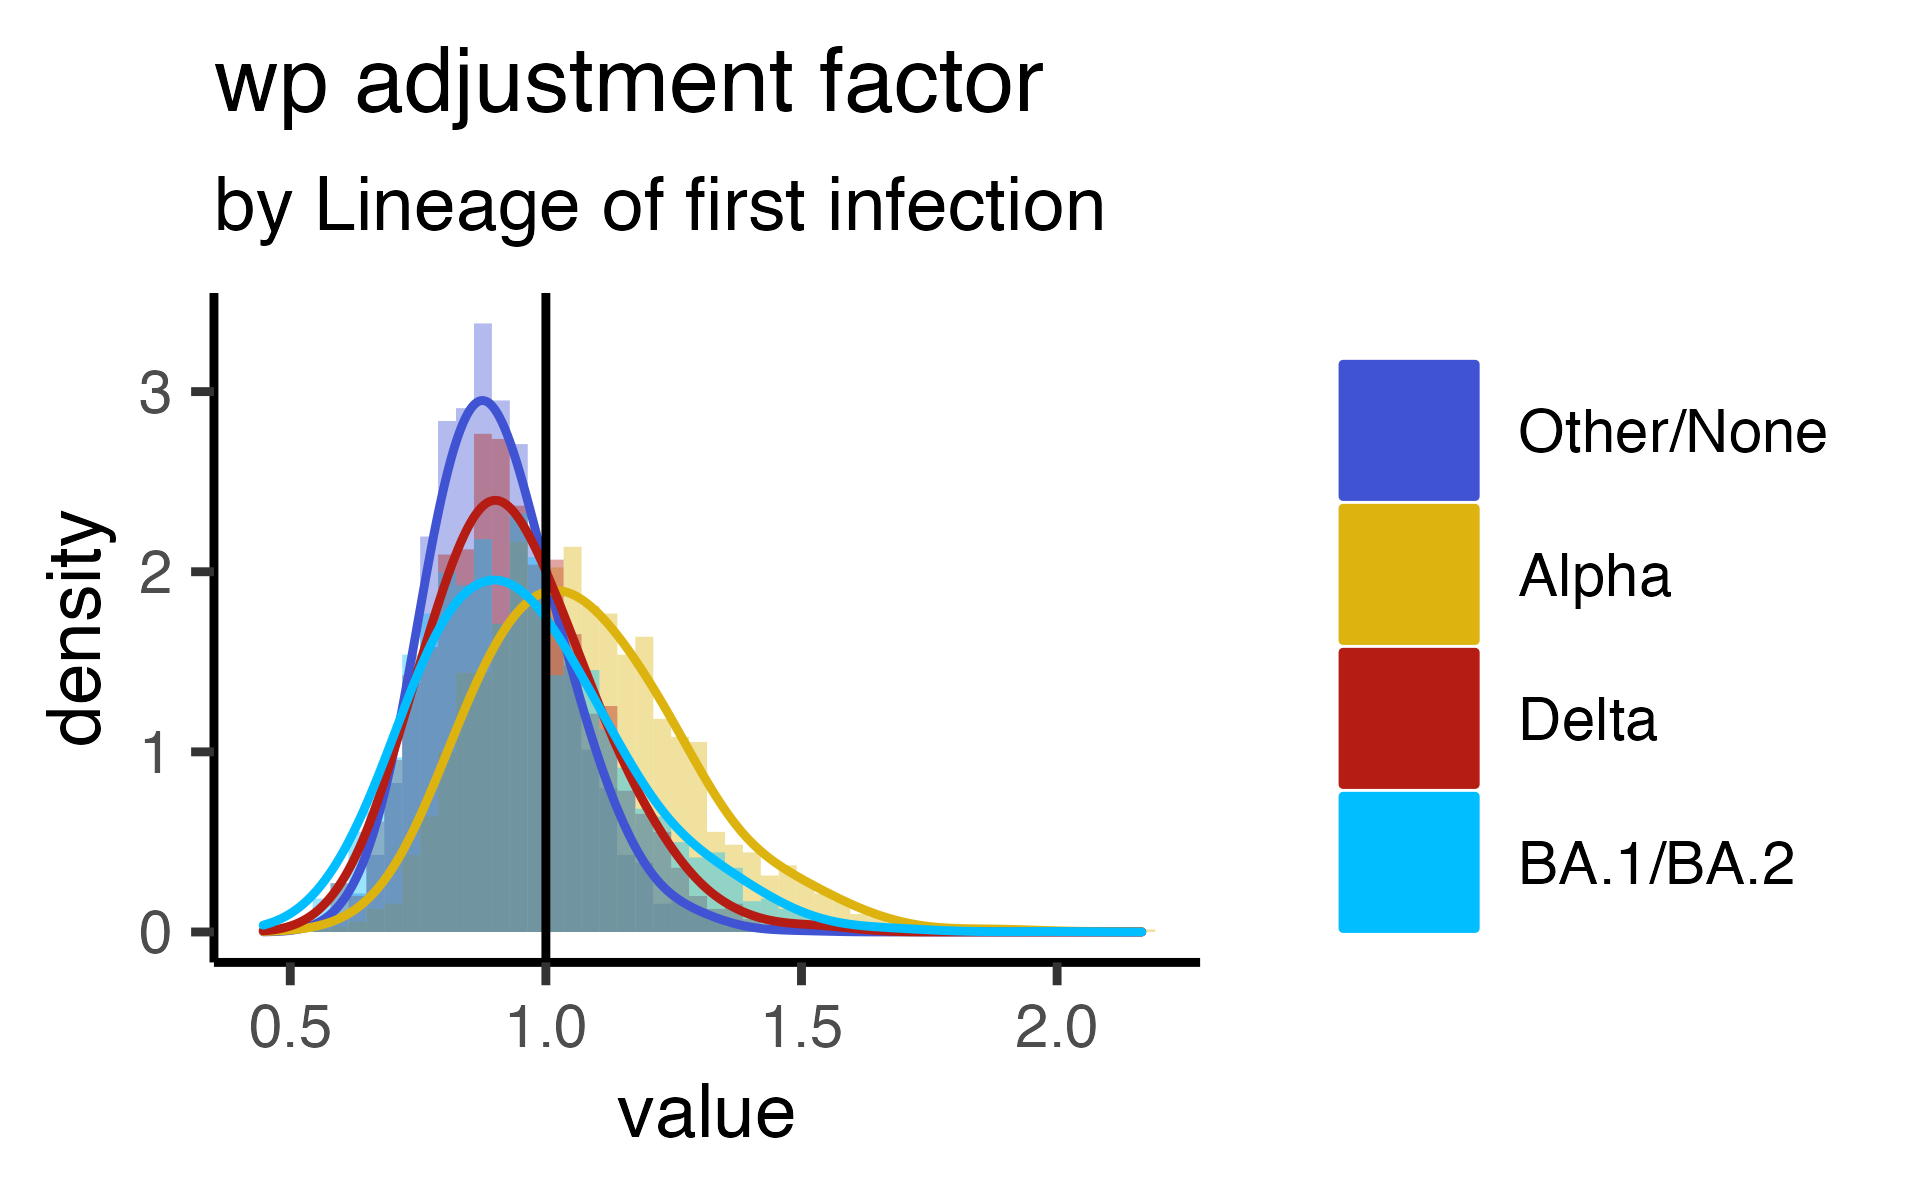 wp adjustment factor
by Lineage of first infection
density
3
2
1
0
0.5 1.0 1.5 2.0
value
Other/None
Alpha
Delta
BA.1/BA.2